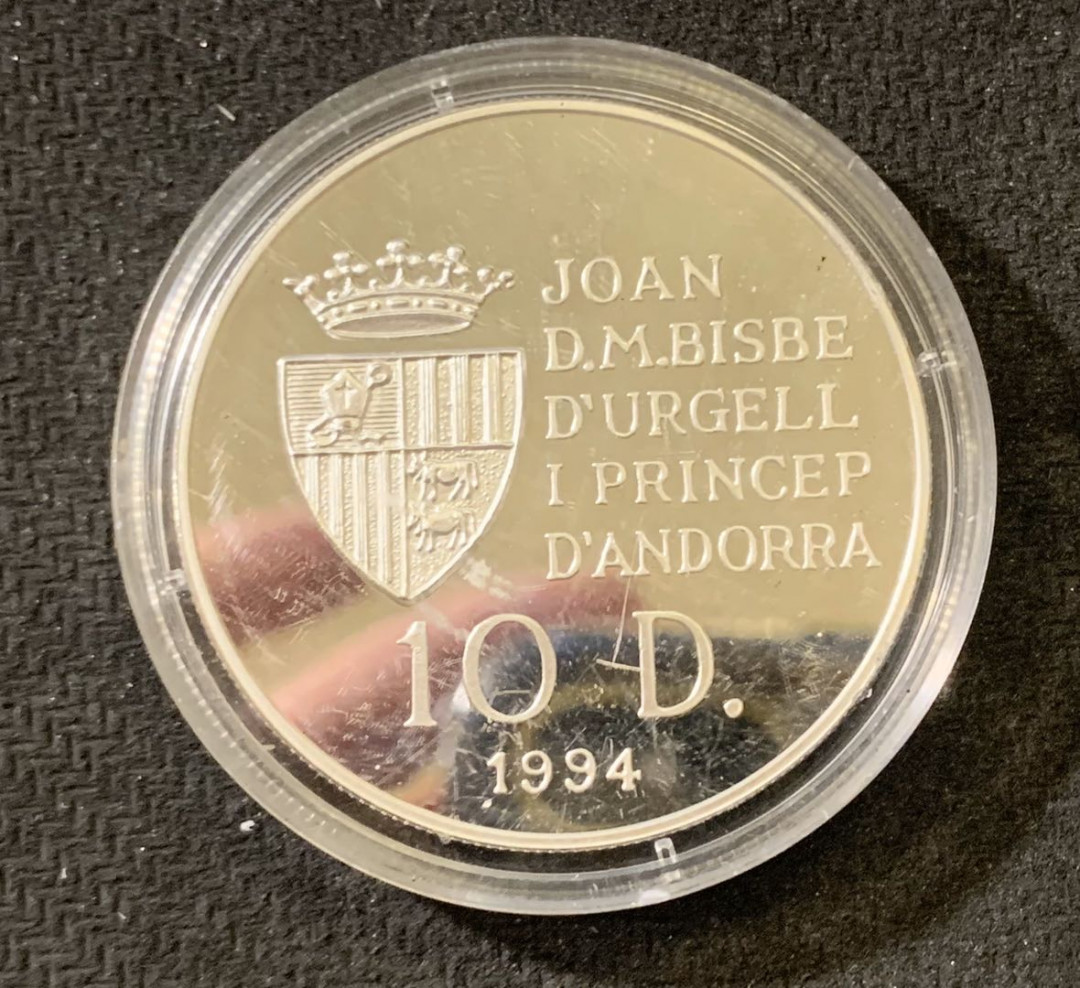 JOAN
D.M.BISBE
D'URGELL
I PRINCEP
D'ANDORRA
10 D.
1994